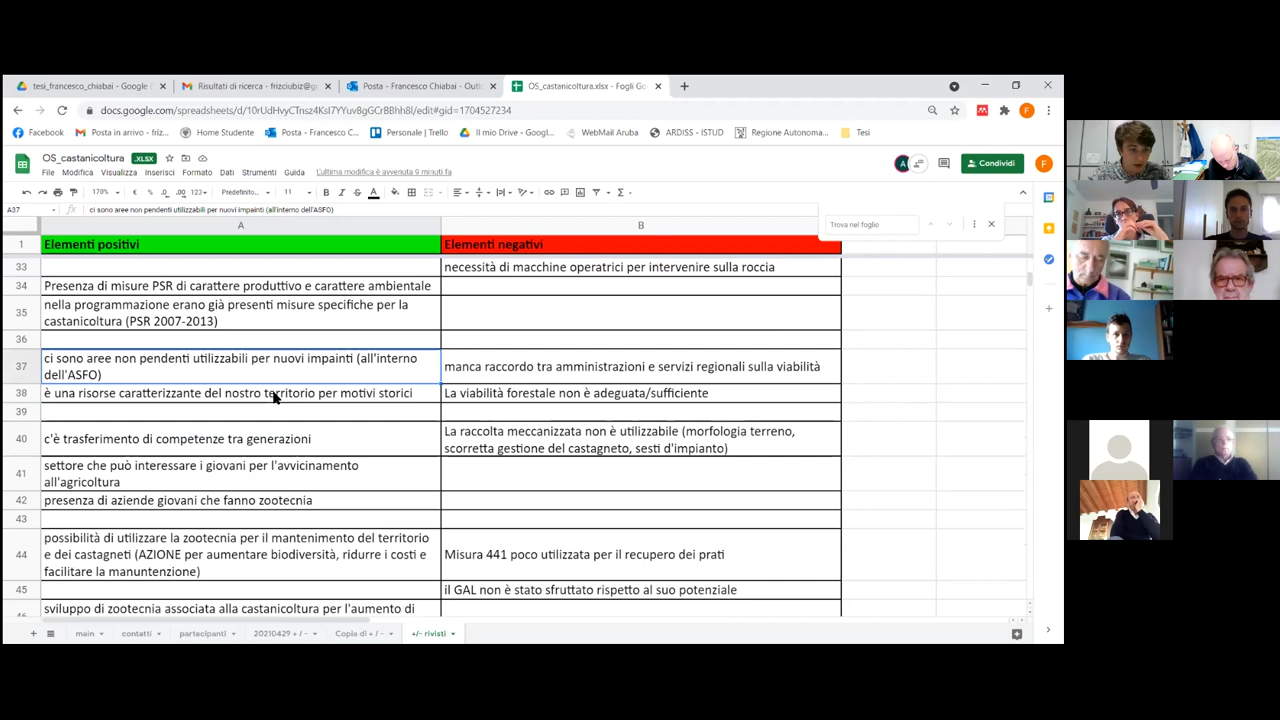 tesi_francesco_chiabai - Google
Risultati di ricerca - frizciubiz@g
Posta - Francesco Chiabai - Outl
OS_castanicoltura.xlsx - Fogli Go
docs.google.com/spreadsheets/d/10rUdHvyCTnsz4KsI7YYuv8gGCrBBhh8l/edit#gid=1704527234
Facebook
Posta in arrivo - friz...
Home Studente
Posta - Francesco C...
Personale | Trello
Il mio Drive - Googl...
WebMail Aruba
ARDISS - ISTUD
Regione Autonoma...
Tesi
OS_castanicoltura .XLSX
File Modifica Visualizza Inserisci Formato Dati Strumenti Guida L'ultima modifica è avvenuta 9 minuti fa
A Condividi F
170% € % .0 .00 123 Predefinito... 11 B I S A
A37 fx ci sono aree non pendenti utilizzabili per nuovi impainti (all'interno dell'ASFO)
Trova nel foglio
A B
1 Elementi positivi Elementi negativi
33 necessità di macchine operatrici per intervenire sulla roccia
34 Presenza di misure PSR di carattere produttivo e carattere ambientale
35 nella programmazione erano già presenti misure specifiche per la
castanicoltura (PSR 2007-2013)
36
37 ci sono aree non pendenti utilizzabili per nuovi impainti (all'interno
dell'ASFO)
manca raccordo tra amministrazioni e servizi regionali sulla viabilità
38 è una risorse caratterizzante del nostro territorio per motivi storici
La viabilità forestale non è adeguata/sufficiente
39
40 c'è trasferimento di competenze tra generazioni
La raccolta meccanizzata non è utilizzabile (morfologia terreno,
scorretta gestione del castagneto, sesti d'impianto)
41 settore che può interessare i giovani per l'avvicinamento
all'agricoltura
42 presenza di aziende giovani che fanno zootecnia
43
44 possibilità di utilizzare la zootecnia per il mantenimento del territorio
e dei castagneti (AZIONE per aumentare biodiversità, ridurre i costi e
facilitare la manuntenzione)
Misura 441 poco utilizzata per il recupero dei prati
45 il GAL non è stato sfruttato rispetto al suo potenziale
sviluppo di zootecnia associata alla castanicoltura per l'aumento di
main contatti partecipanti 20210429 + / - Copia di + / - +/- rivisti